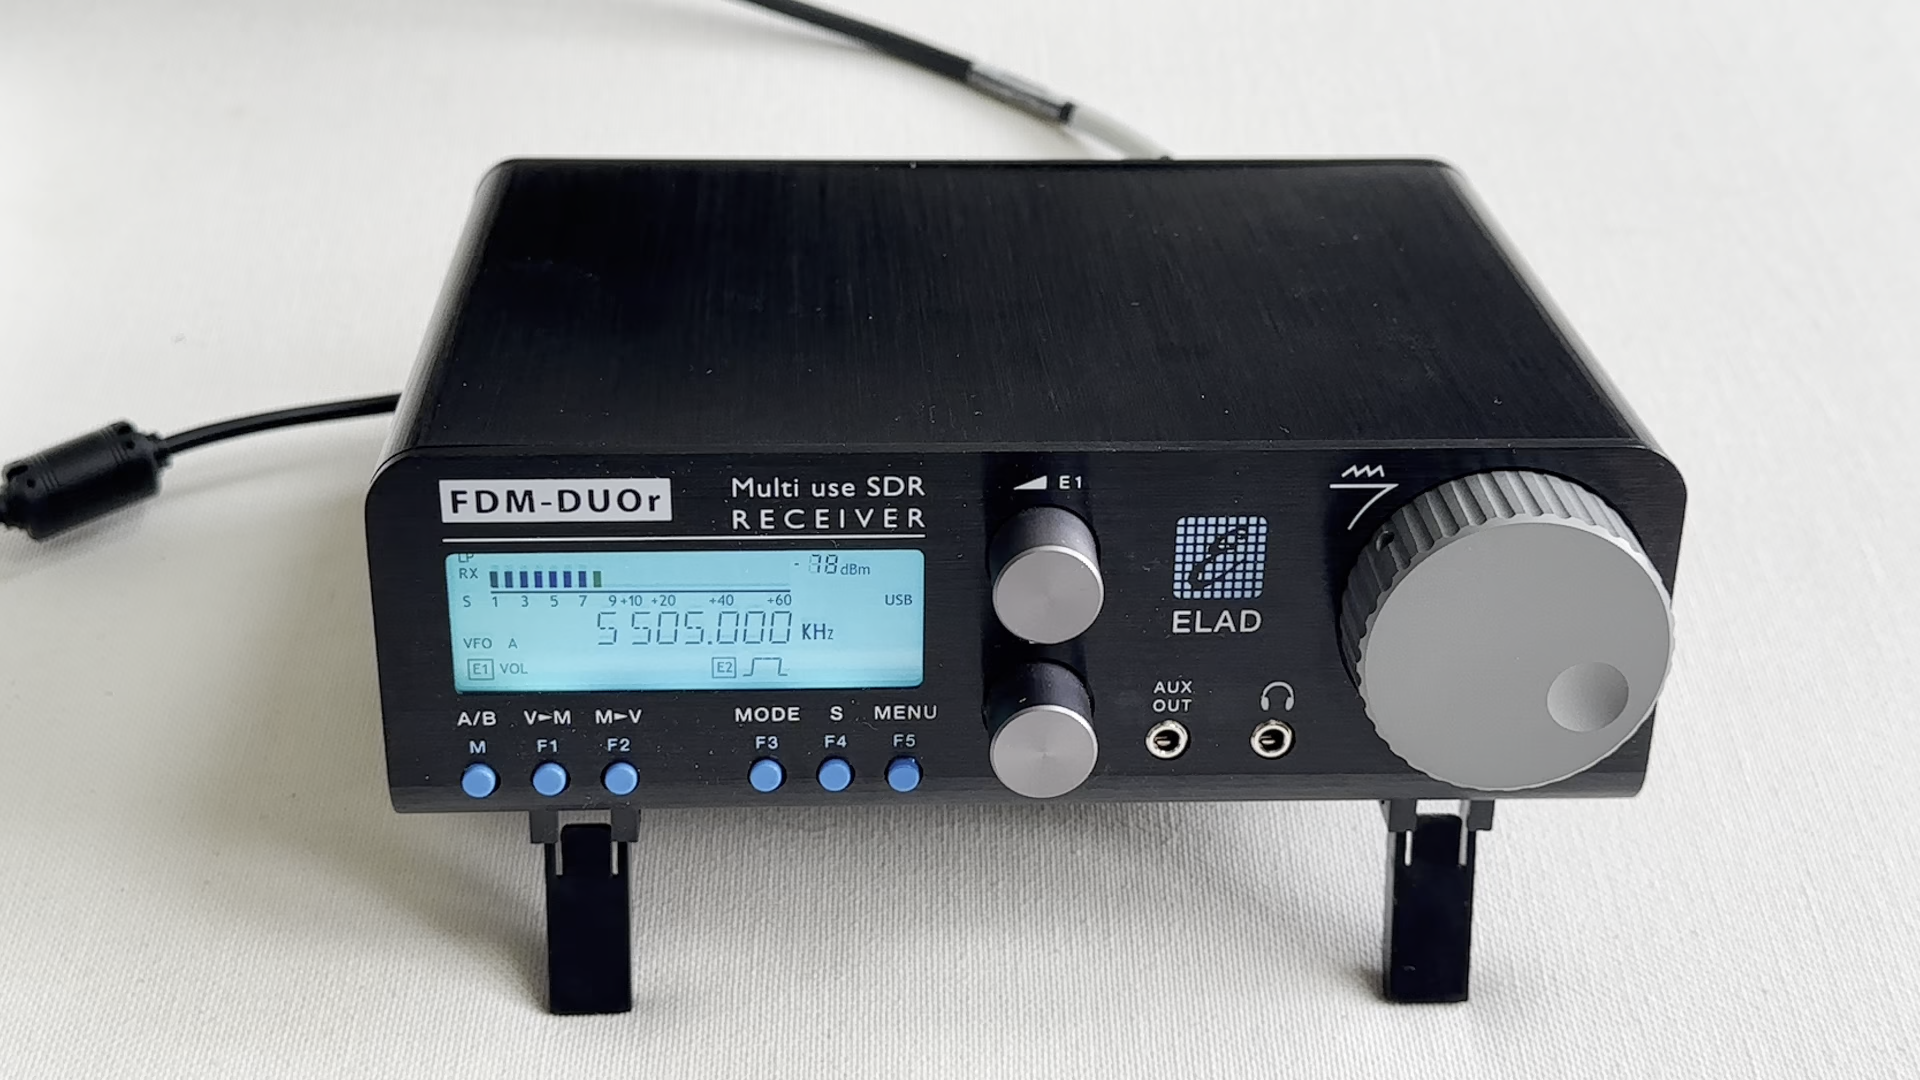 FDM-DUOr
Multi use SDR
RECEIVER
E1
LP
RX
-78 dBm
S 1 3 5 7 9 +10 +20 +40 +60
USB
5 505.000 KHz
VFO A
E1 VOL
E2
ELAD
AUX
OUT
A/B V►M M►V MODE S MENU
M F1 F2 F3 F4 F5